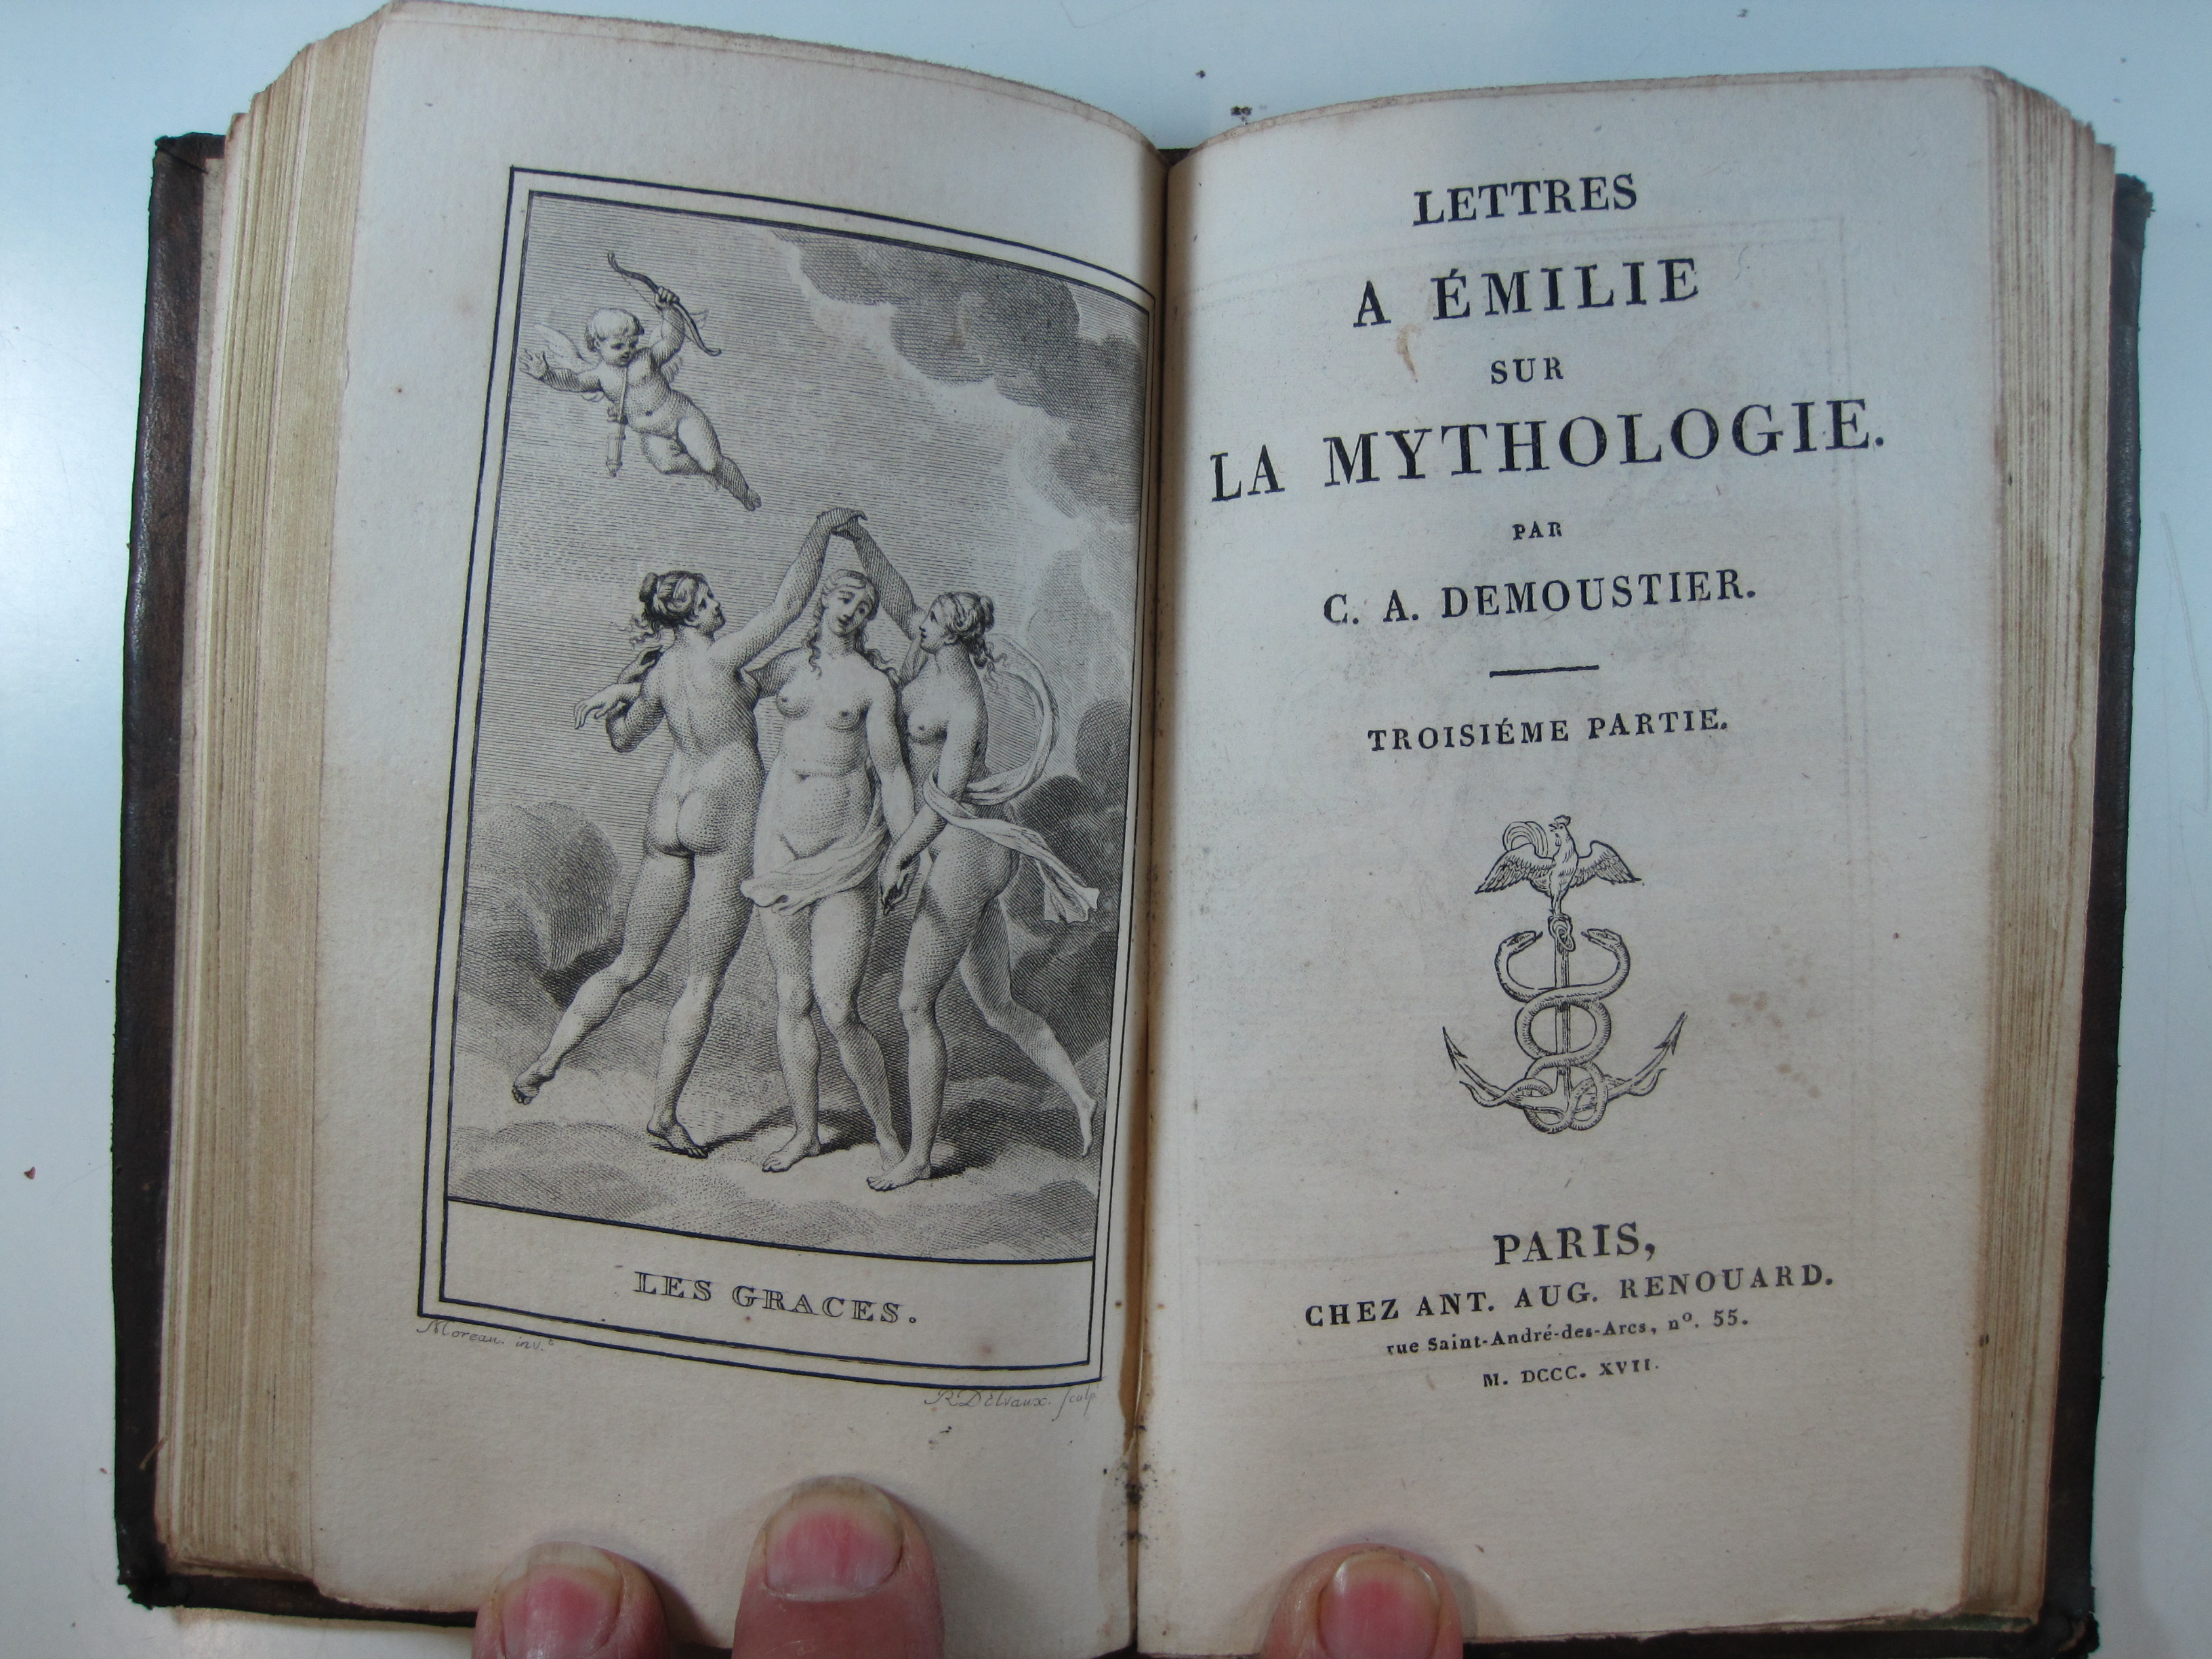 LES GRACES.
Moreau. inv.t
R Delvaux. sculp
LETTRES
A ÉMILIE
SUR
LA MYTHOLOGIE.
PAR
C. A. DEMOUSTIER.
TROISIÉME PARTIE.
PARIS,
CHEZ ANT. AUG. RENOUARD.
rue Saint-André-des-Arcs, nº. 55.
M. DCCC. XVII.